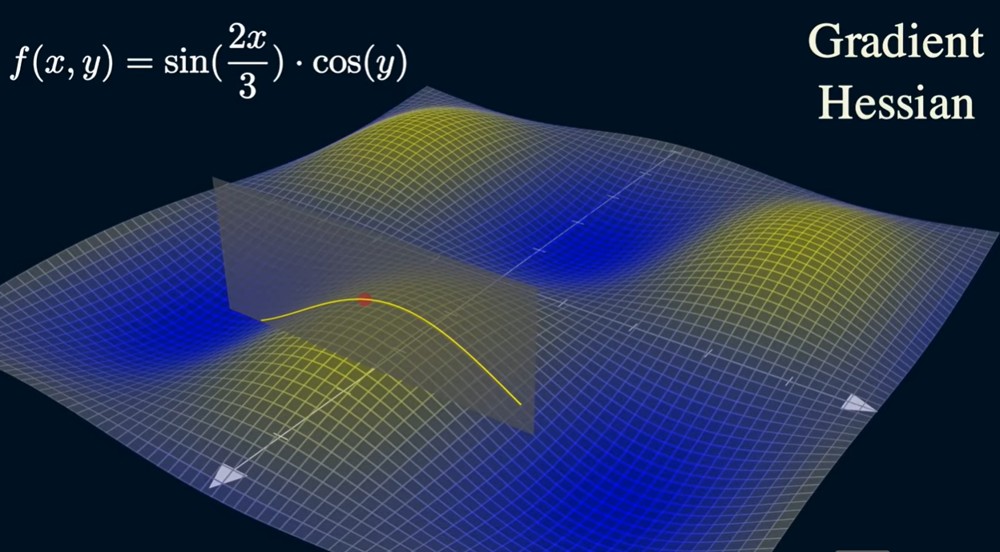 f(x, y) = sin(2x/3) · cos(y)
Gradient
Hessian